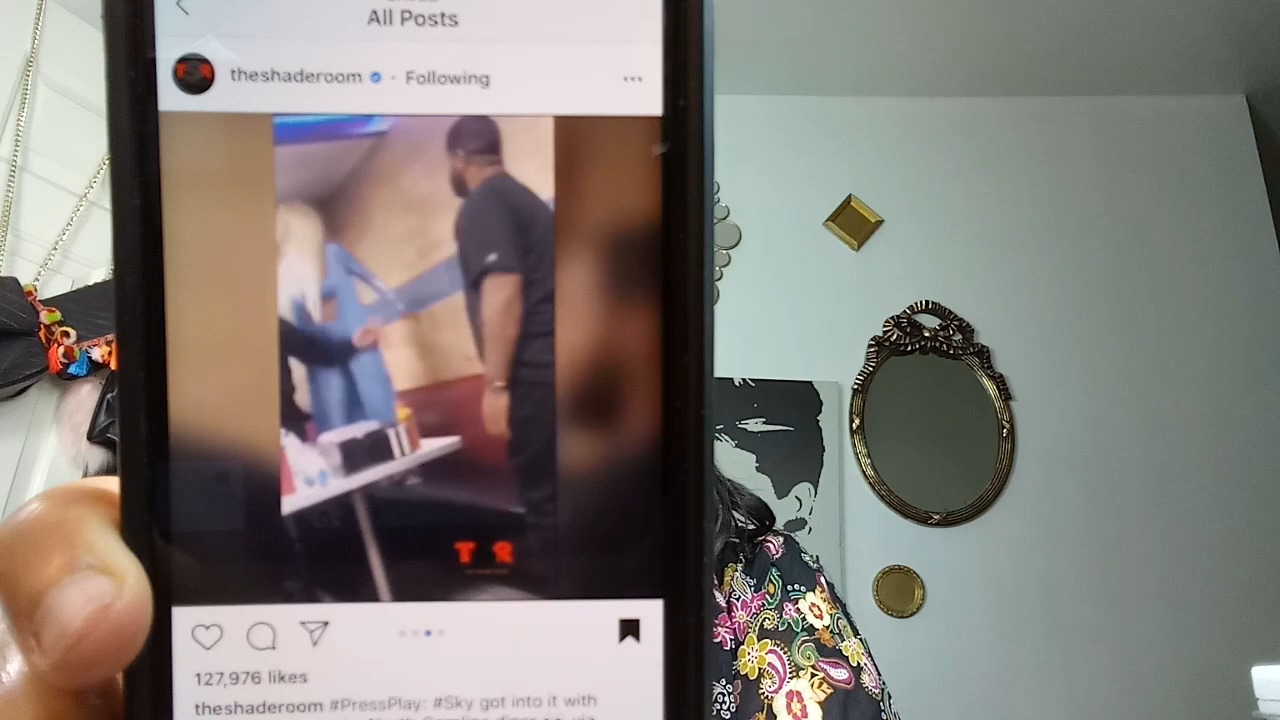 All Posts
theshaderoom · Following
T R
127,976 likes
theshaderoom #PressPlay: #Sky got into it with